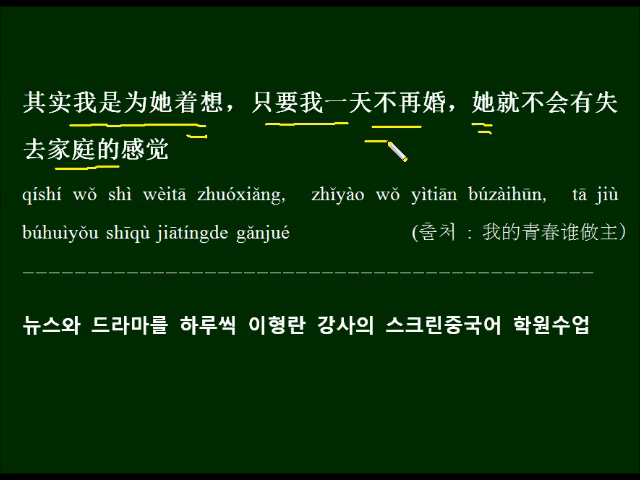 其实我是为她着想，只要我一天不再婚，她就不会有失
去家庭的感觉
qíshí wǒ shì wèitā zhuóxiǎng, zhǐyào wǒ yìtiān búzàihūn, tā jiù
búhuìyǒu shīqù jiātíngde gǎnjué (출처 : 我的青春谁做主)
뉴스와 드라마를 하루씩 이형란 강사의 스크린중국어 학원수업